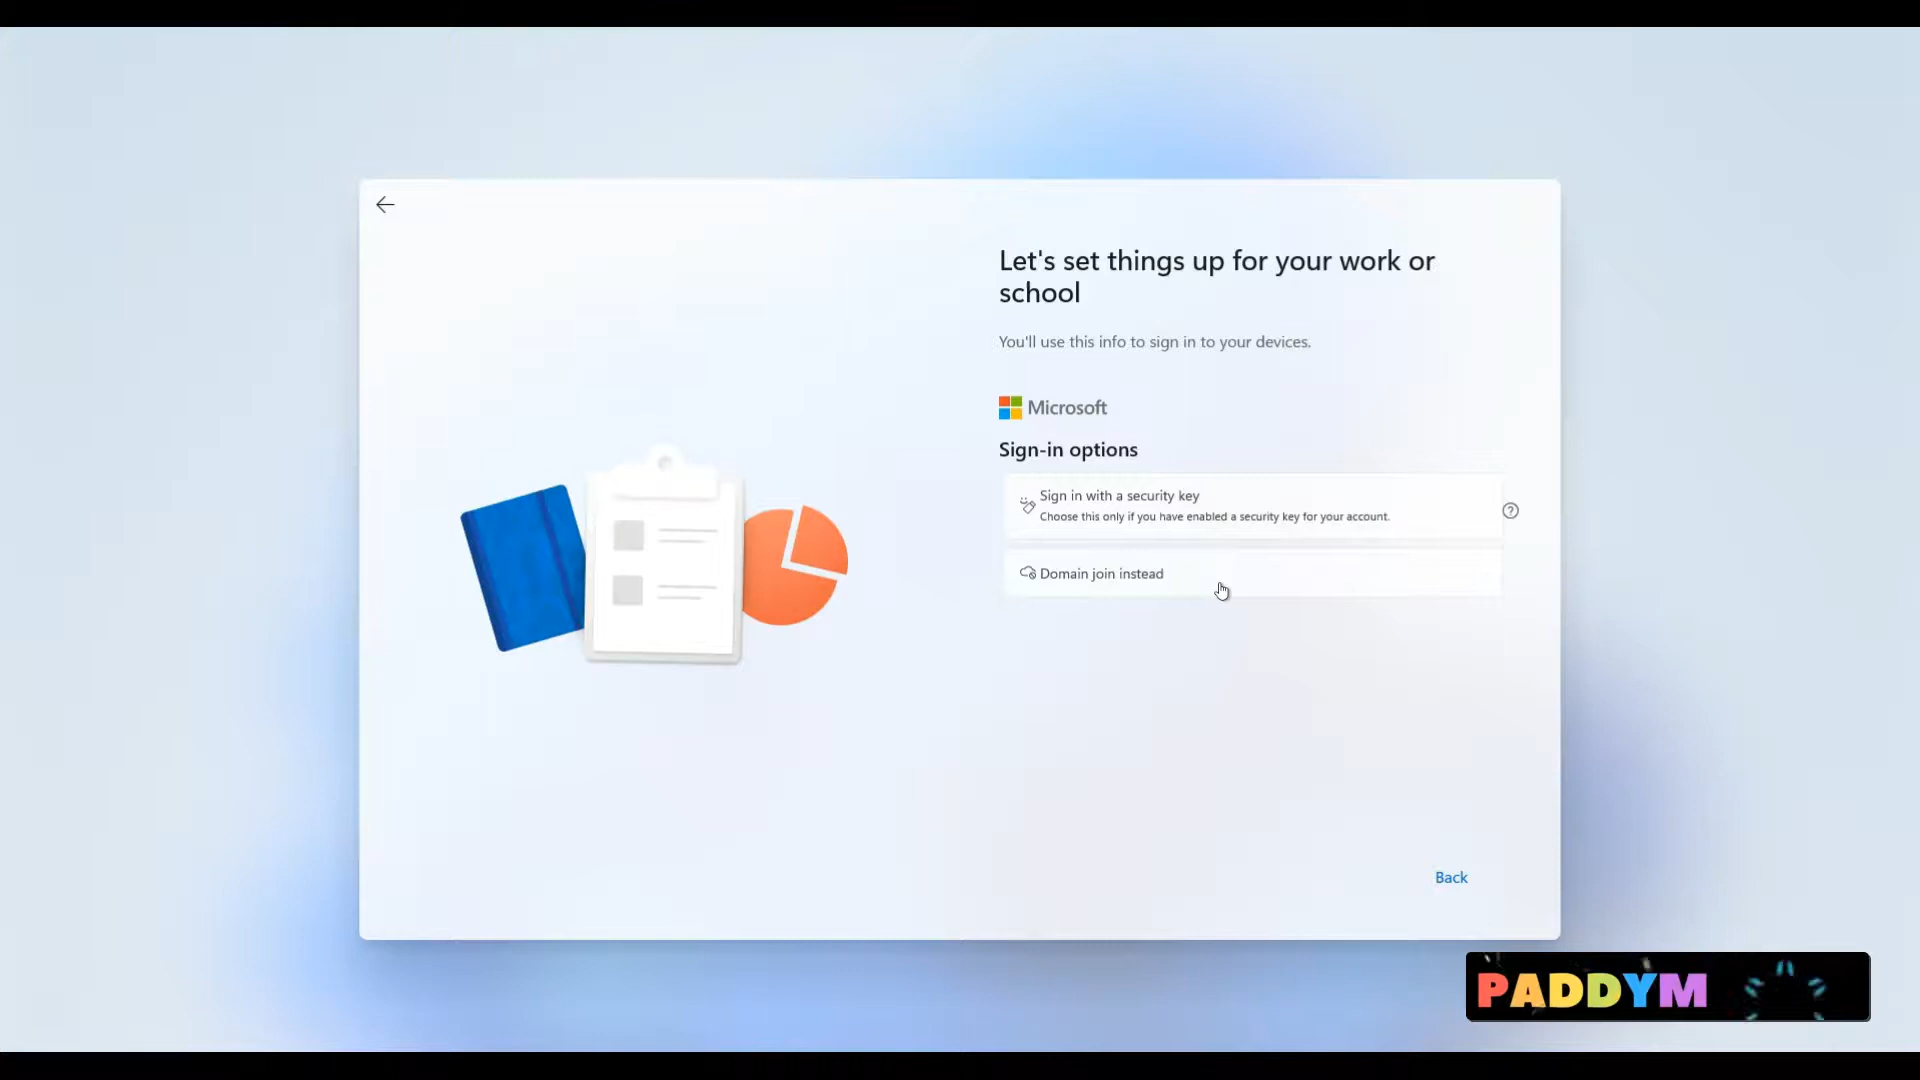 Let's set things up for your work or
school
You'll use this info to sign in to your devices.
Microsoft
Sign-in options
Sign in with a security key
Choose this only if you have enabled a security key for your account.
Domain join instead
Back
PADDYM